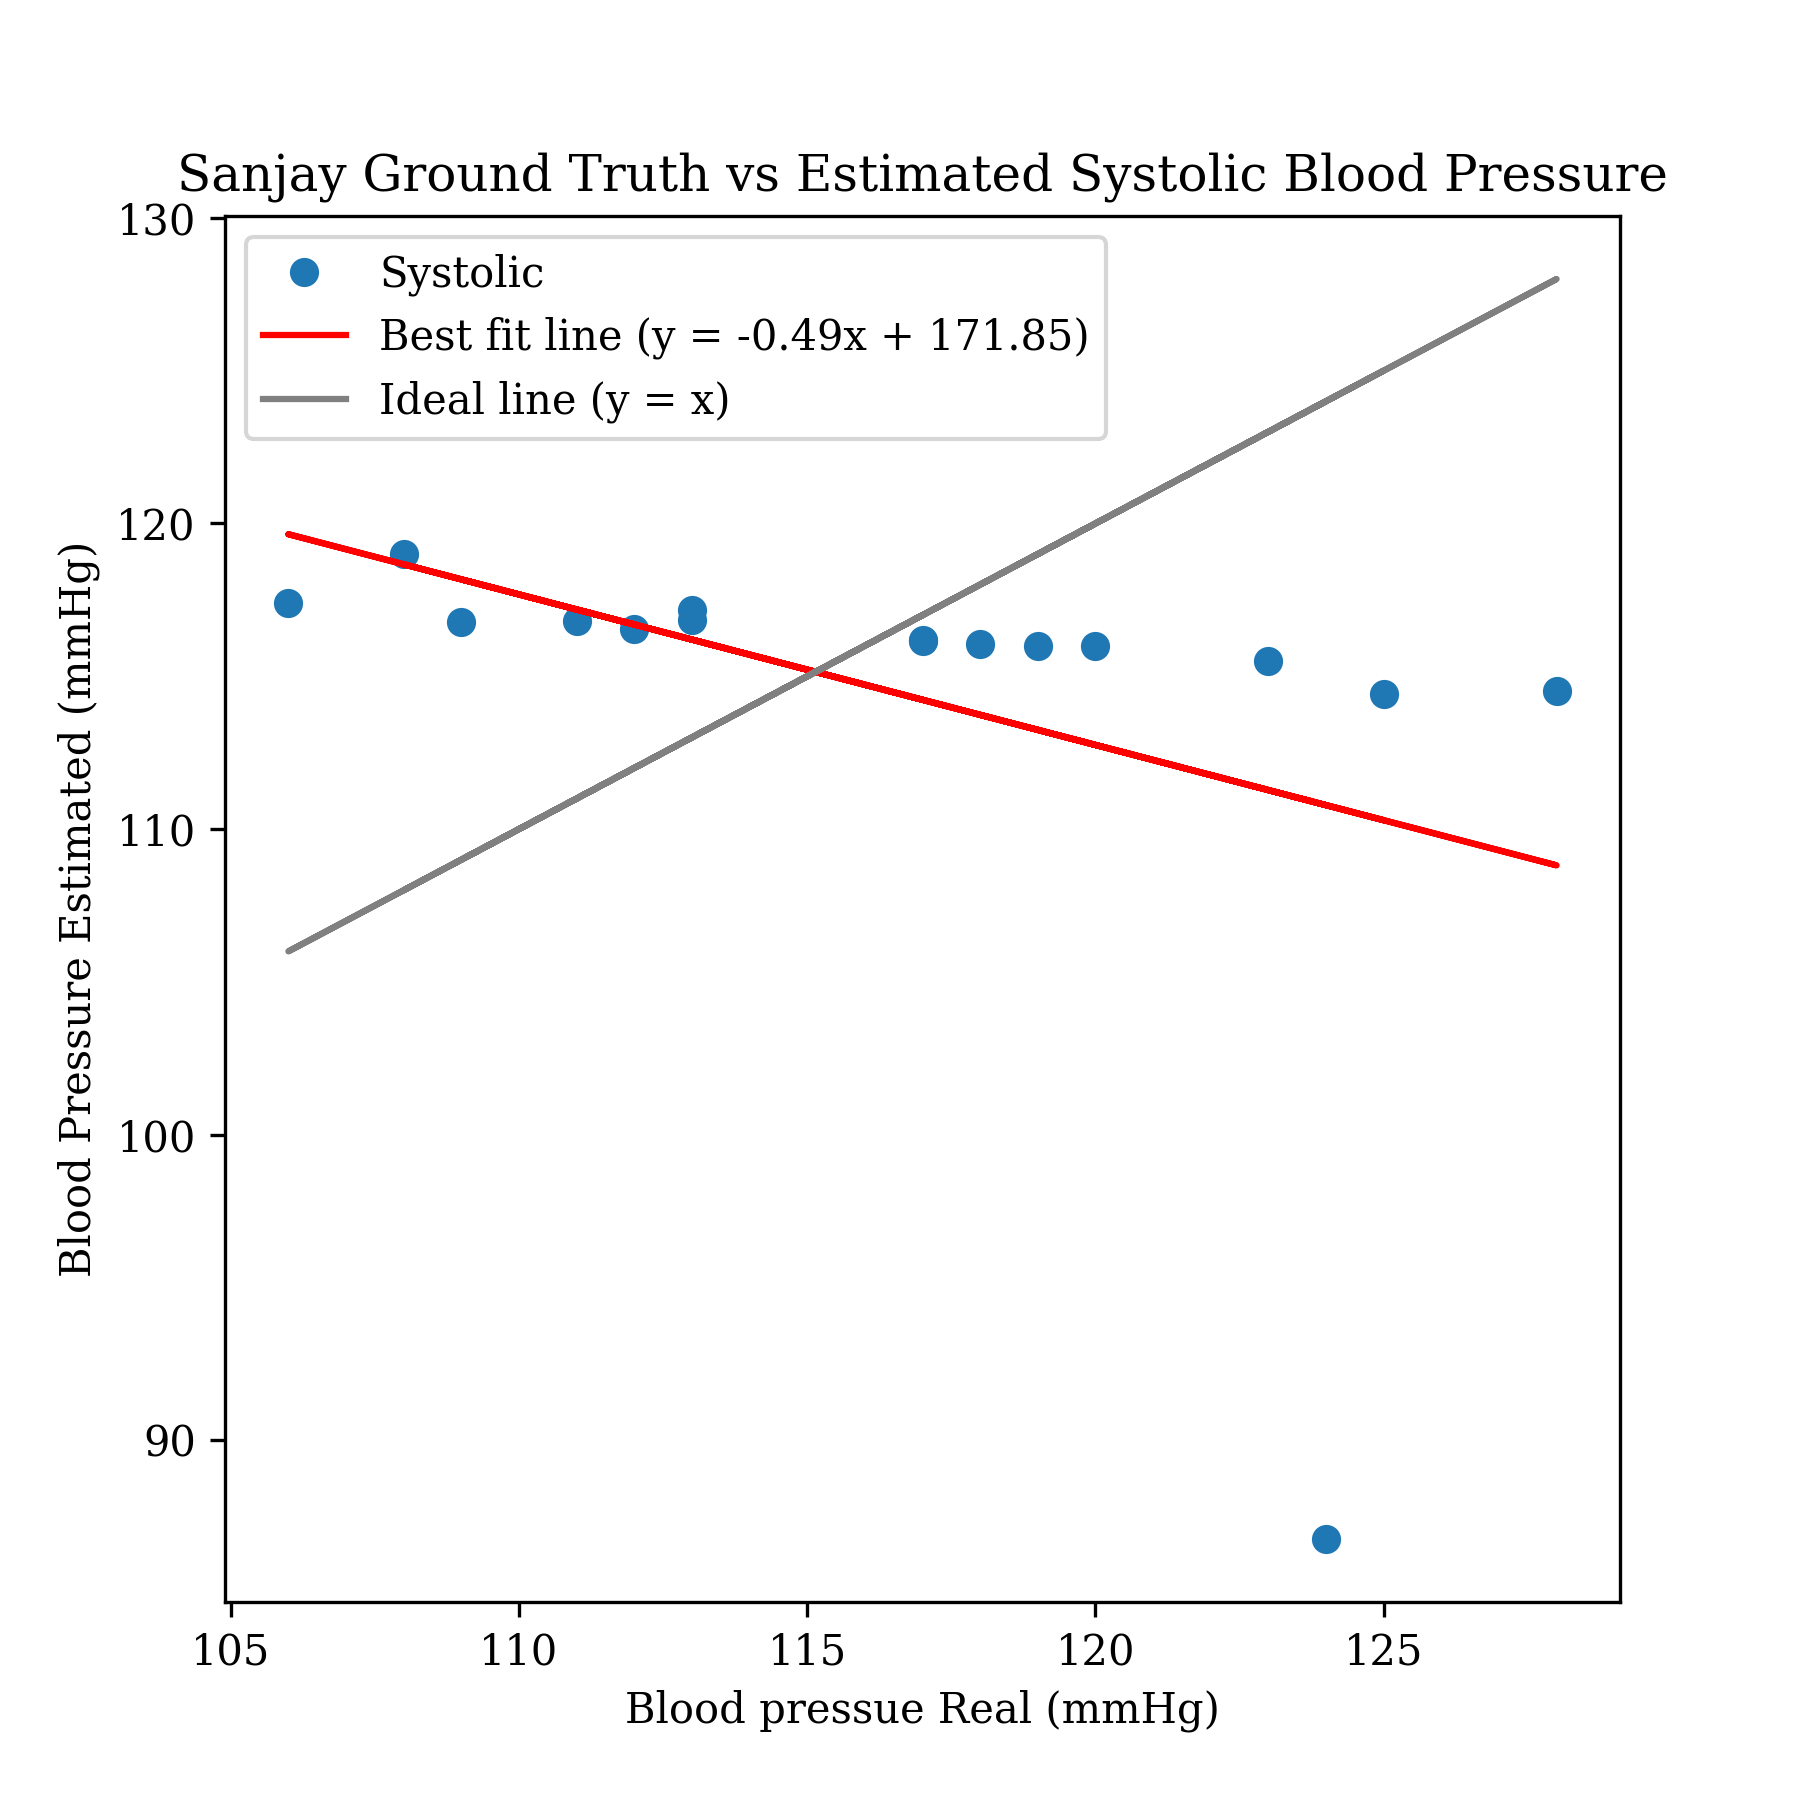 Sanjay Ground Truth vs Estimated Systolic Blood Pressure
130
120
110
100
90
Systolic
Best fit line (y = -0.49x + 171.85)
Ideal line (y = x)
Blood Pressure Estimated (mmHg)
105 110 115 120 125
Blood pressue Real (mmHg)